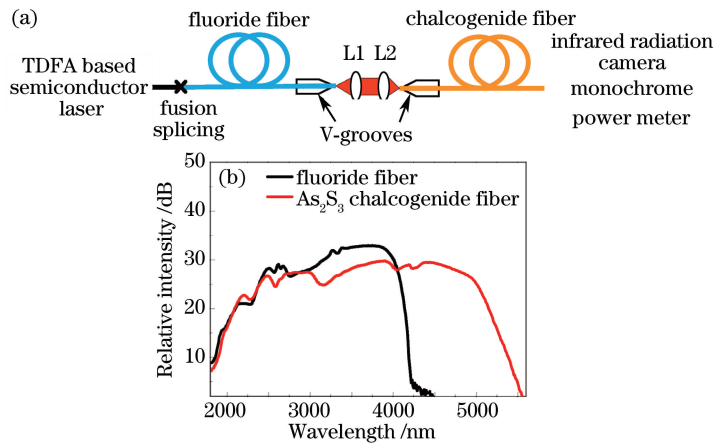 (a)
fluoride fiber
chalcogenide fiber
L1 L2
TDFA based
semiconductor
laser
fusion
splicing
V-grooves
infrared radiation
camera
monochrome
power meter
(b)
fluoride fiber
As₂S₃ chalcogenide fiber
Relative intensity /dB
50
40
30
20
10
2000 3000 4000 5000
Wavelength /nm